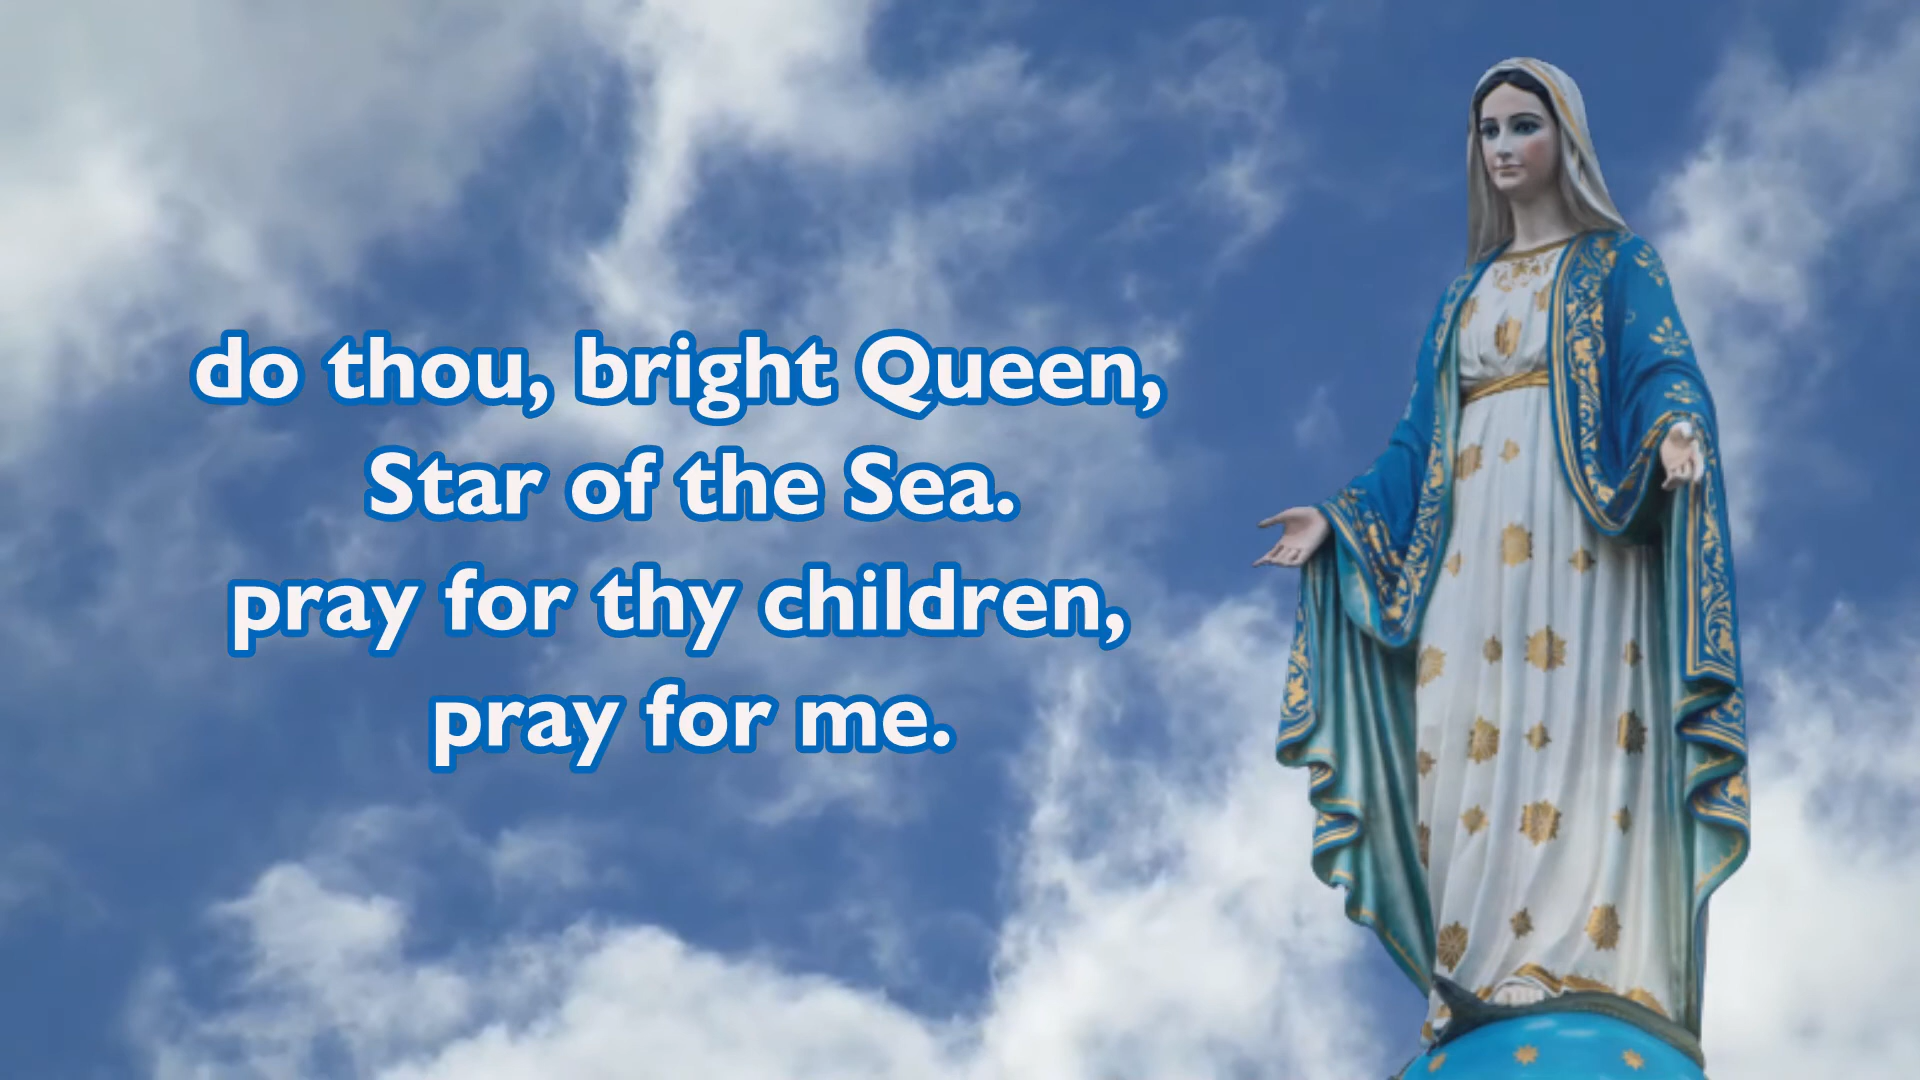 do thou, bright Queen,
Star of the Sea.
pray for thy children,
pray for me.